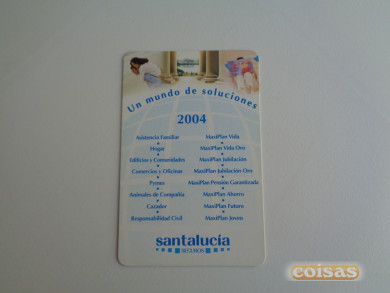 Un mundo de soluciones
2004
Asistencia Familiar
Hogar
Edificios y Comunidades
Comercios y Oficinas
Pymes
Animales de Compañía
Cazador
Responsabilidad Civil
MaxiPlan Vida
MaxiPlan Vida Oro
MaxiPlan Jubilación
MaxiPlan Jubilación Oro
MaxiPlan Pensión Garantizada
MaxiPlan Ahorro
MaxiPlan Futuro
MaxiPlan Joven
santalucía
SEGUROS
coisas